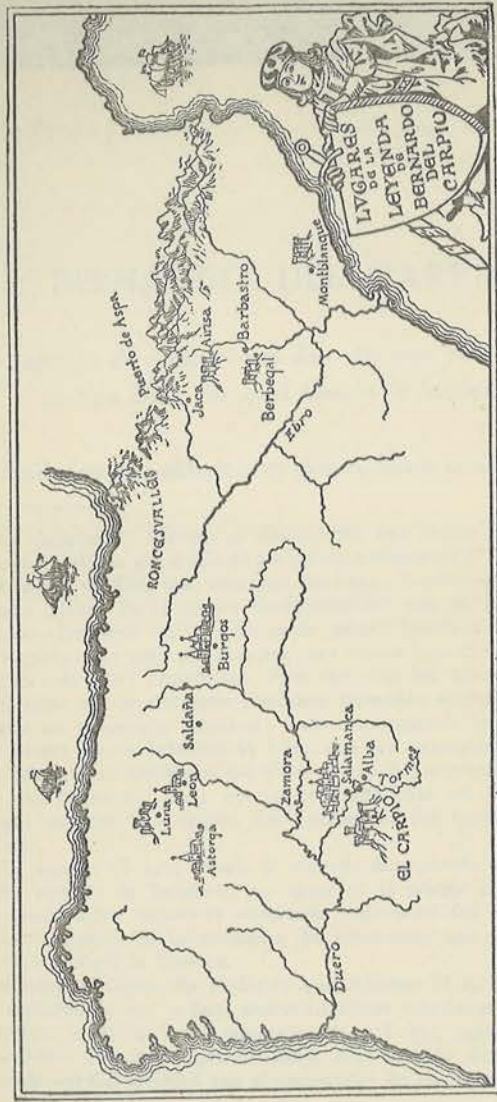 LVGARES
DE LA
LEYENDA
DE
BERNARDO
DEL
CARPIO
Puerto de Aspa
RONCESVALLES
Jaca
Ainsa
Barbastro
Berbegal
Montblanque
Ebro
Burgos
Saldaña
Luna
Leon
Astorga
Zamora
Salamanca
Alba
EL CARPIO
Tormes
Duero